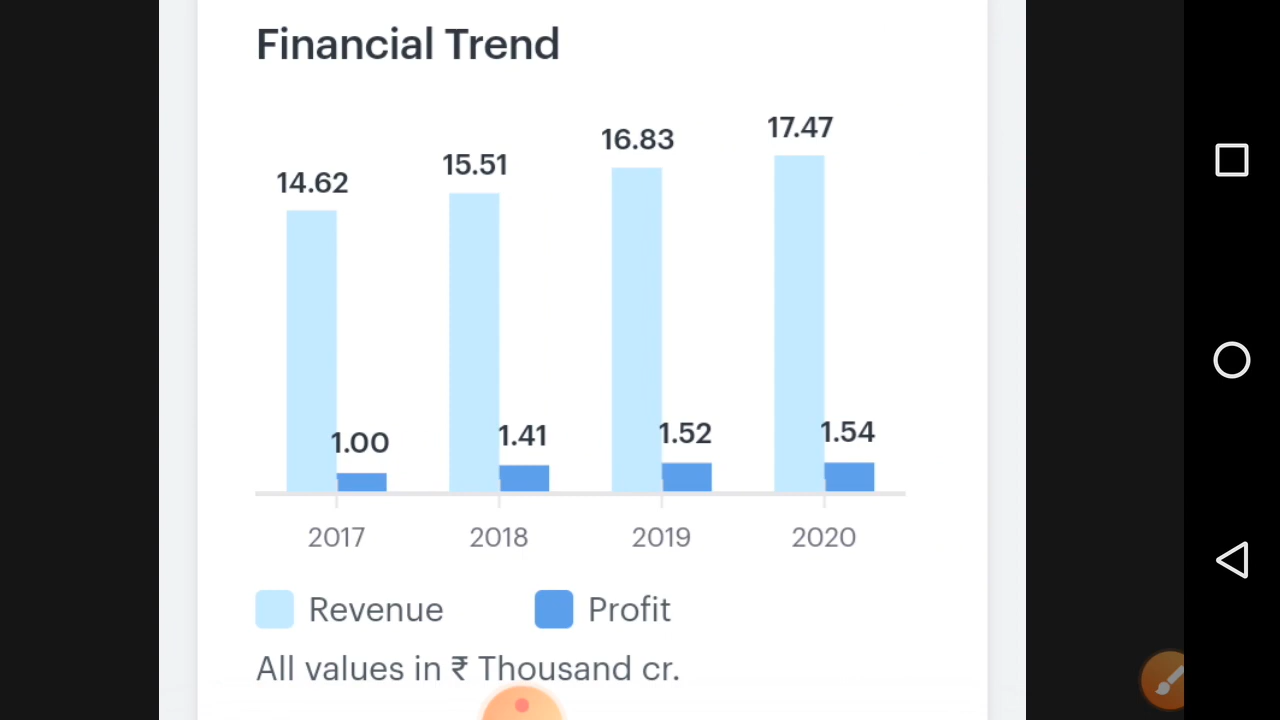 Financial Trend
14.62
15.51
16.83
17.47
1.00
1.41
1.52
1.54
2017 2018 2019 2020
Revenue Profit
All values in ₹ Thousand cr.